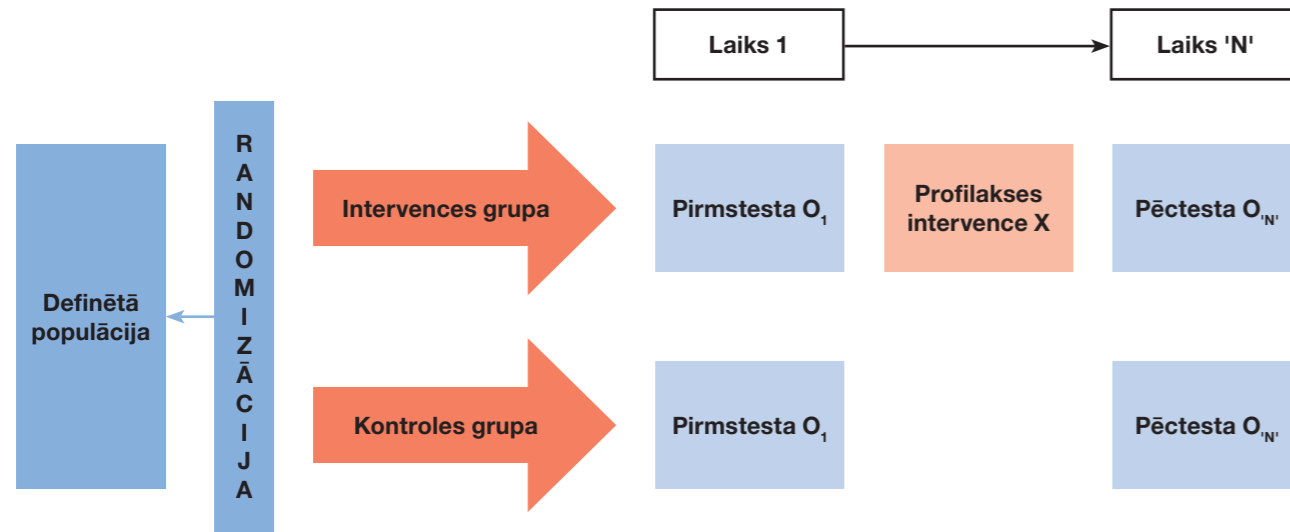 Laiks 1
Laiks 'N'
Definētā
populācija
R
A
N
D
O
M
I
Z
Ā
C
I
J
A
Intervences grupa
Pirmstesta O₁
Profilakses
intervence X
Pēctesta O'N'
Kontroles grupa
Pirmstesta O₁
Pēctesta O'N'